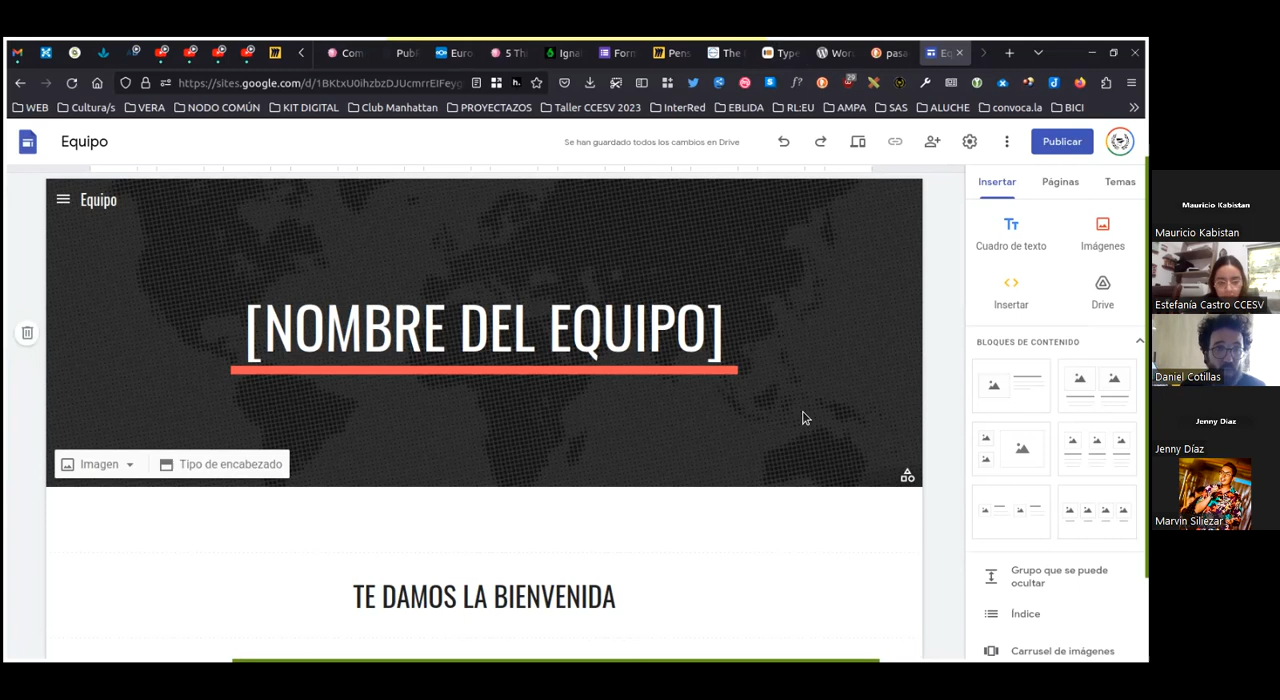 Com
Publ
Euro
5 Thi
Ignal
Form
Pens
The
Type
Wor
pasa
Eq
https://sites.google.com/d/1BKtxU0ihzbzDJUcmrrEIFeyg
29
WEB
Cultura/s
VERA
NODO COMÚN
KIT DIGITAL
Club Manhattan
PROYECTAZOS
Taller CCESV 2023
InterRed
EBLIDA
RL:EU
AMPA
SAS
ALUCHE
convoca.la
BICI
Equipo
Se han guardado todos los cambios en Drive
Publicar
Insertar
Páginas
Temas
Equipo
[NOMBRE DEL EQUIPO]
Imagen
Tipo de encabezado
TE DAMOS LA BIENVENIDA
Cuadro de texto
Imágenes
Insertar
Drive
BLOQUES DE CONTENIDO
Grupo que se puede
ocultar
Índice
Carrusel de imágenes
Mauricio Kabistan
Mauricio Kabistan
Estefanía Castro CCESV
Daniel Cotillas
Jenny Díaz
Jenny Díaz
Marvin Siliezar